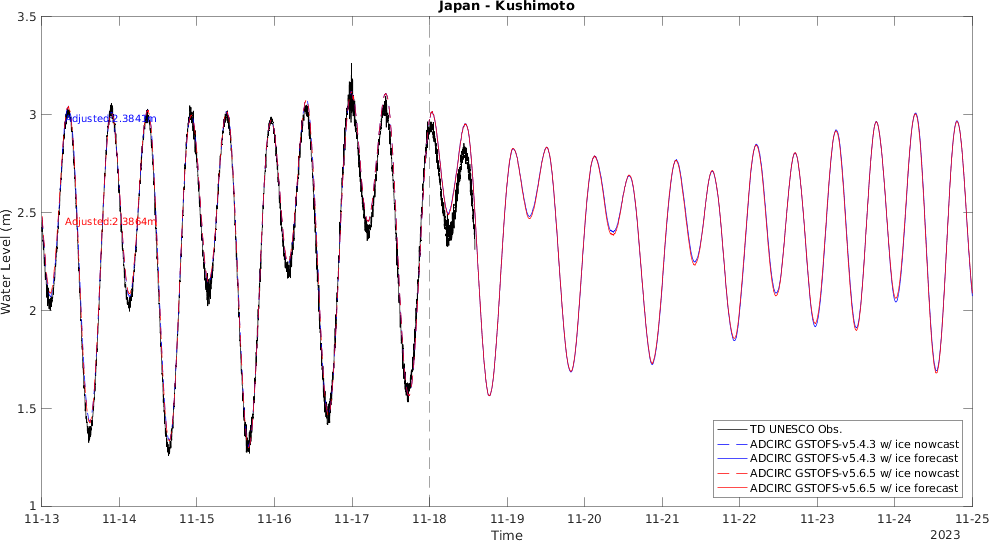 Japan - Kushimoto
3.5
3
2.5
2
1.5
1
Water Level (m)
Adjusted:2.3841m
Adjusted:2.3864m
TD UNESCO Obs.
ADCIRC GSTOFS-v5.4.3 w/ ice nowcast
ADCIRC GSTOFS-v5.4.3 w/ ice forecast
ADCIRC GSTOFS-v5.6.5 w/ ice nowcast
ADCIRC GSTOFS-v5.6.5 w/ ice forecast
11-13 11-14 11-15 11-16 11-17 11-18 11-19 11-20 11-21 11-22 11-23 11-24 11-25
Time
2023